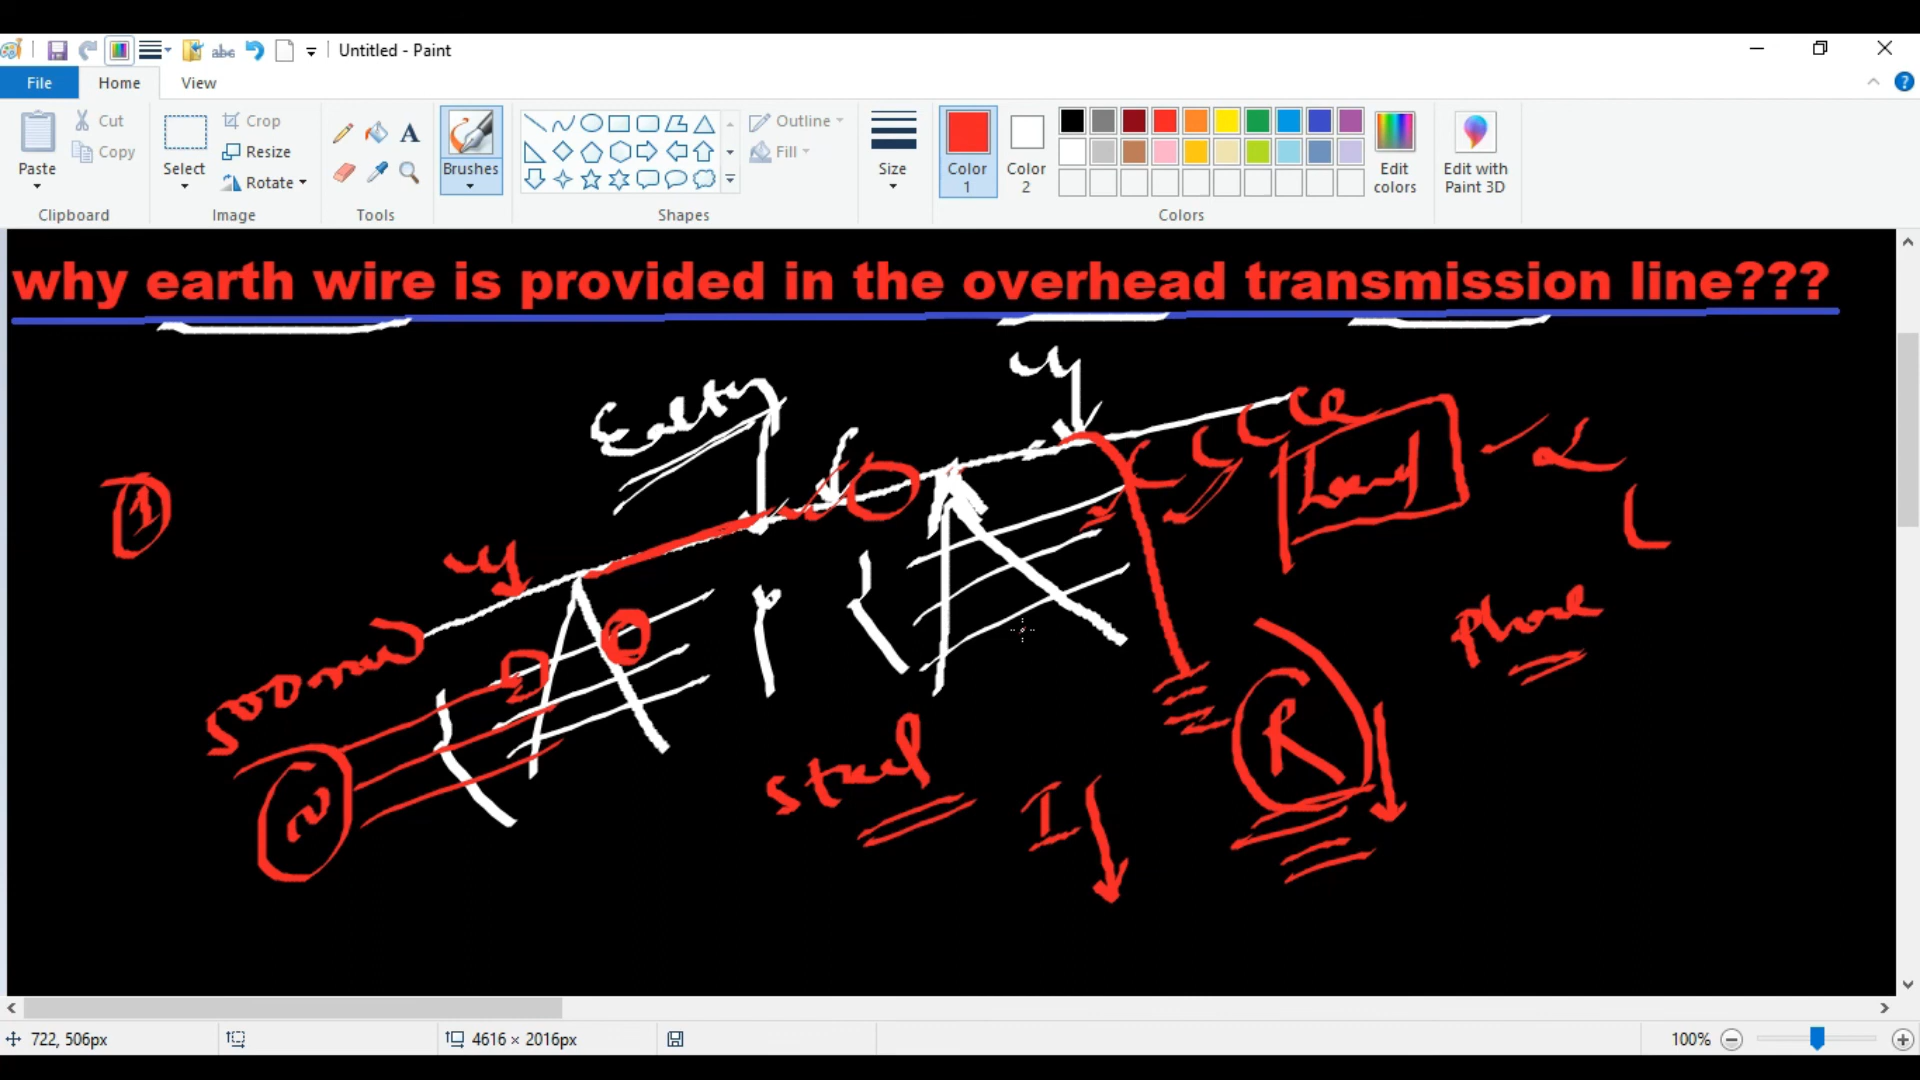 Untitled - Paint
File Home View
Paste Cut Copy Select Crop Resize Rotate Brushes Outline Fill Size Color 1 Color 2 Edit colors Edit with Paint 3D
Clipboard Image Tools Shapes Colors
why earth wire is provided in the overhead transmission line???
1
Load
Phase
Steel
R
722, 506px 4616 × 2016px 100%